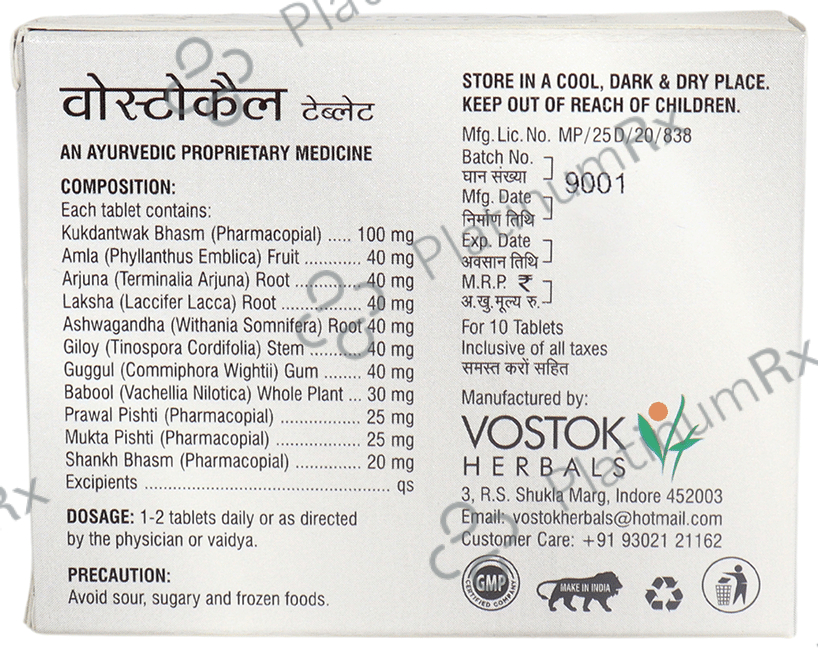 वोस्टोकैल टेब्लेट
AN AYURVEDIC PROPRIETARY MEDICINE
COMPOSITION:
Each tablet contains:
Kukdantwak Bhasm (Pharmacopial) ..... 100 mg
Amla (Phyllanthus Emblica) Fruit ............ 40 mg
Arjuna (Terminalia Arjuna) Root .............. 40 mg
Laksha (Laccifer Lacca) Root ................. 40 mg
Ashwagandha (Withania Somnifera) Root 40 mg
Giloy (Tinospora Cordifolia) Stem ........... 40 mg
Guggul (Commiphora Wightii) Gum ........ 40 mg
Babool (Vachellia Nilotica) Whole Plant ... 30 mg
Prawal Pishti (Pharmacopial) ................. 25 mg
Mukta Pishti (Pharmacopial) .................. 25 mg
Shankh Bhasm (Pharmacopial) .............. 20 mg
Excipients .................................................. qs
DOSAGE: 1-2 tablets daily or as directed
by the physician or vaidya.
PRECAUTION:
Avoid sour, sugary and frozen foods.
STORE IN A COOL, DARK & DRY PLACE.
KEEP OUT OF REACH OF CHILDREN.
Mfg. Lic. No. MP/25D/20/838
Batch No.
घान संख्या
9001
Mfg. Date
निर्माण तिथि
Exp. Date
अवसान तिथि
M.R.P. ₹
अ.खु.मूल्य रु.
For 10 Tablets
Inclusive of all taxes
समस्त करों सहित
Manufactured by:
VOSTOK
HERBALS
3, R.S. Shukla Marg, Indore 452003
Email: vostokherbals@hotmail.com
Customer Care: +91 93021 21162
GMP
CERTIFIED COMPANY
MAKE IN INDIA
PlatinumRx
PlatinumRx
PlatinumRx
Rx